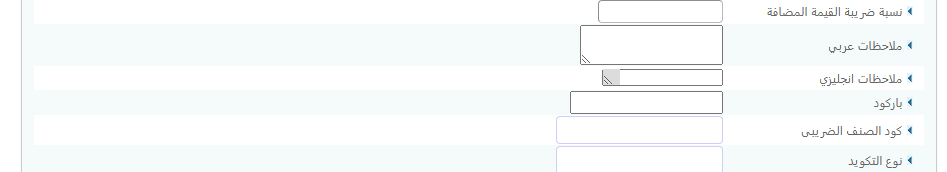 نسبة ضريبة القيمة المضافة
ملاحظات عربي
ملاحظات انجليزي
باركود
كود الصنف الضريبى
نوع التكويد